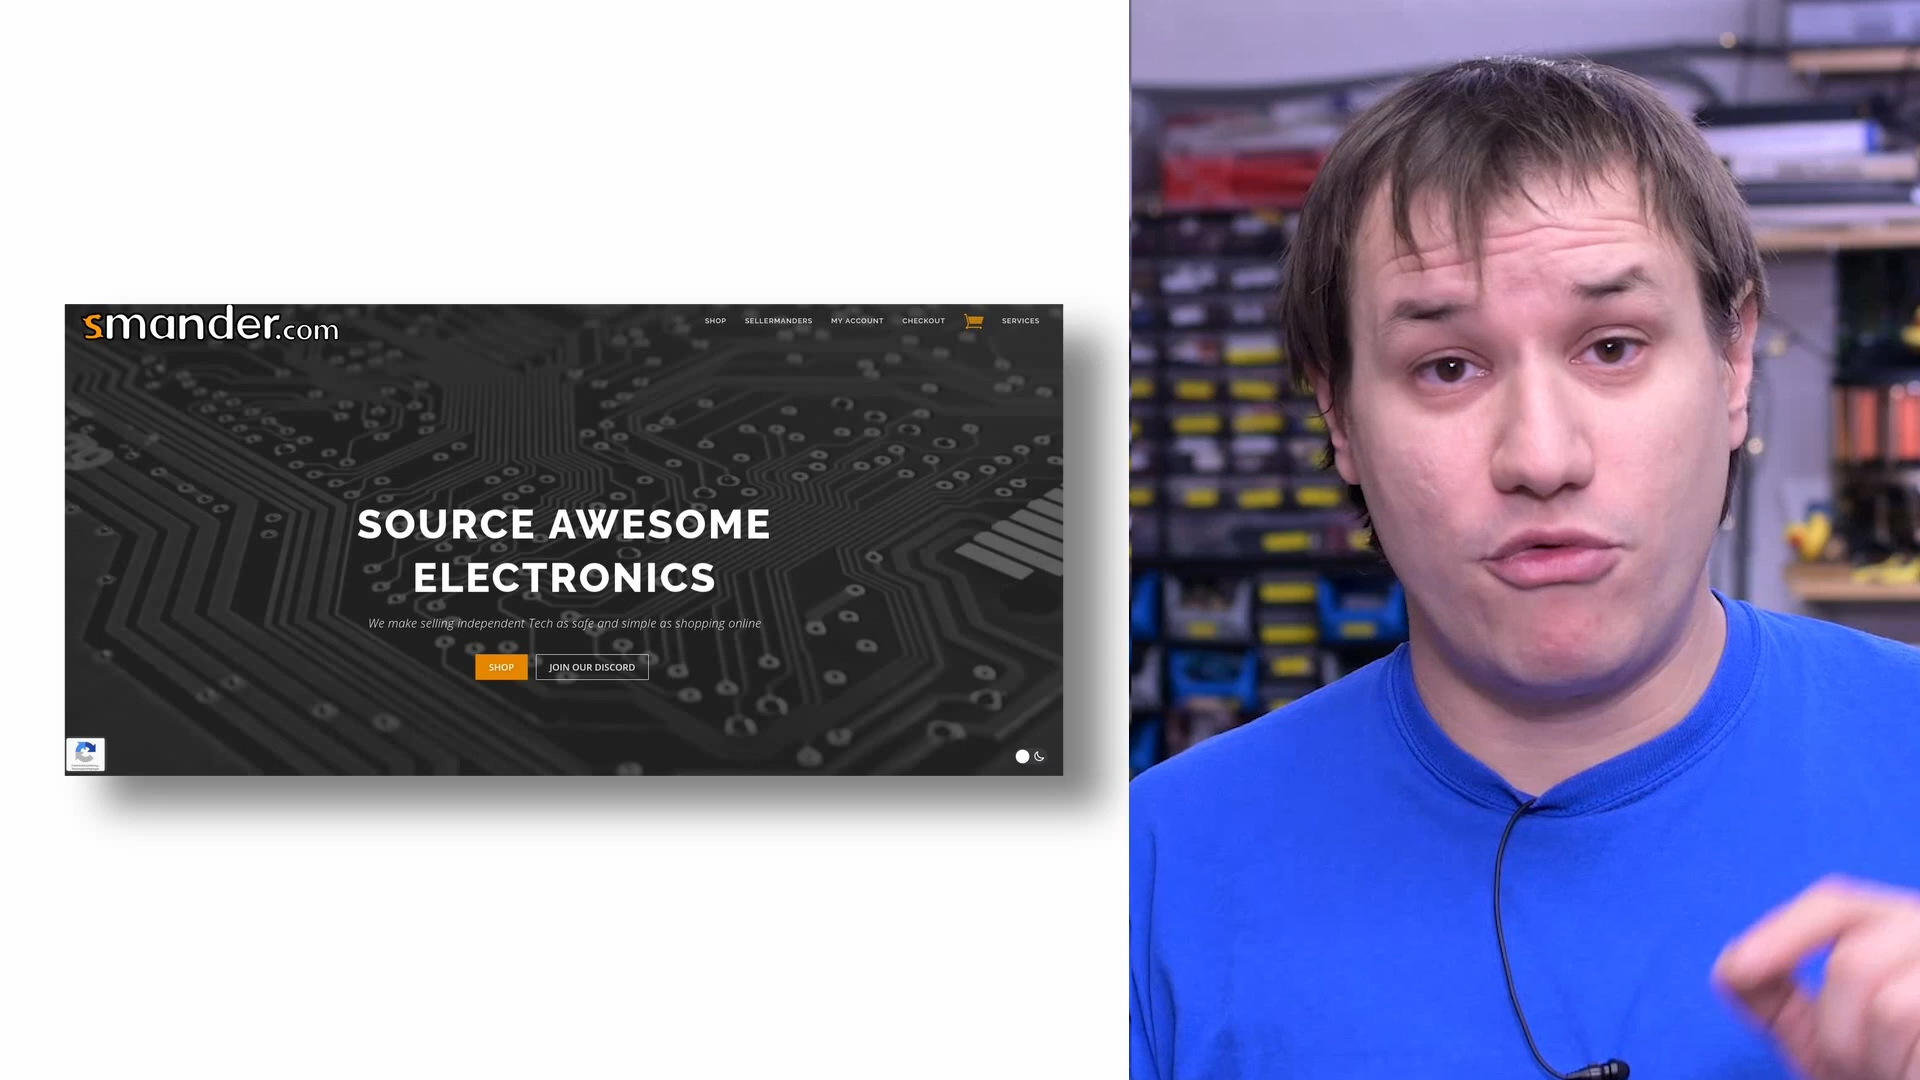 smander.com
SHOP SELLERMANDERS MY ACCOUNT CHECKOUT SERVICES
SOURCE AWESOME
ELECTRONICS
We make selling independent Tech as safe and simple as shopping online
SHOP JOIN OUR DISCORD